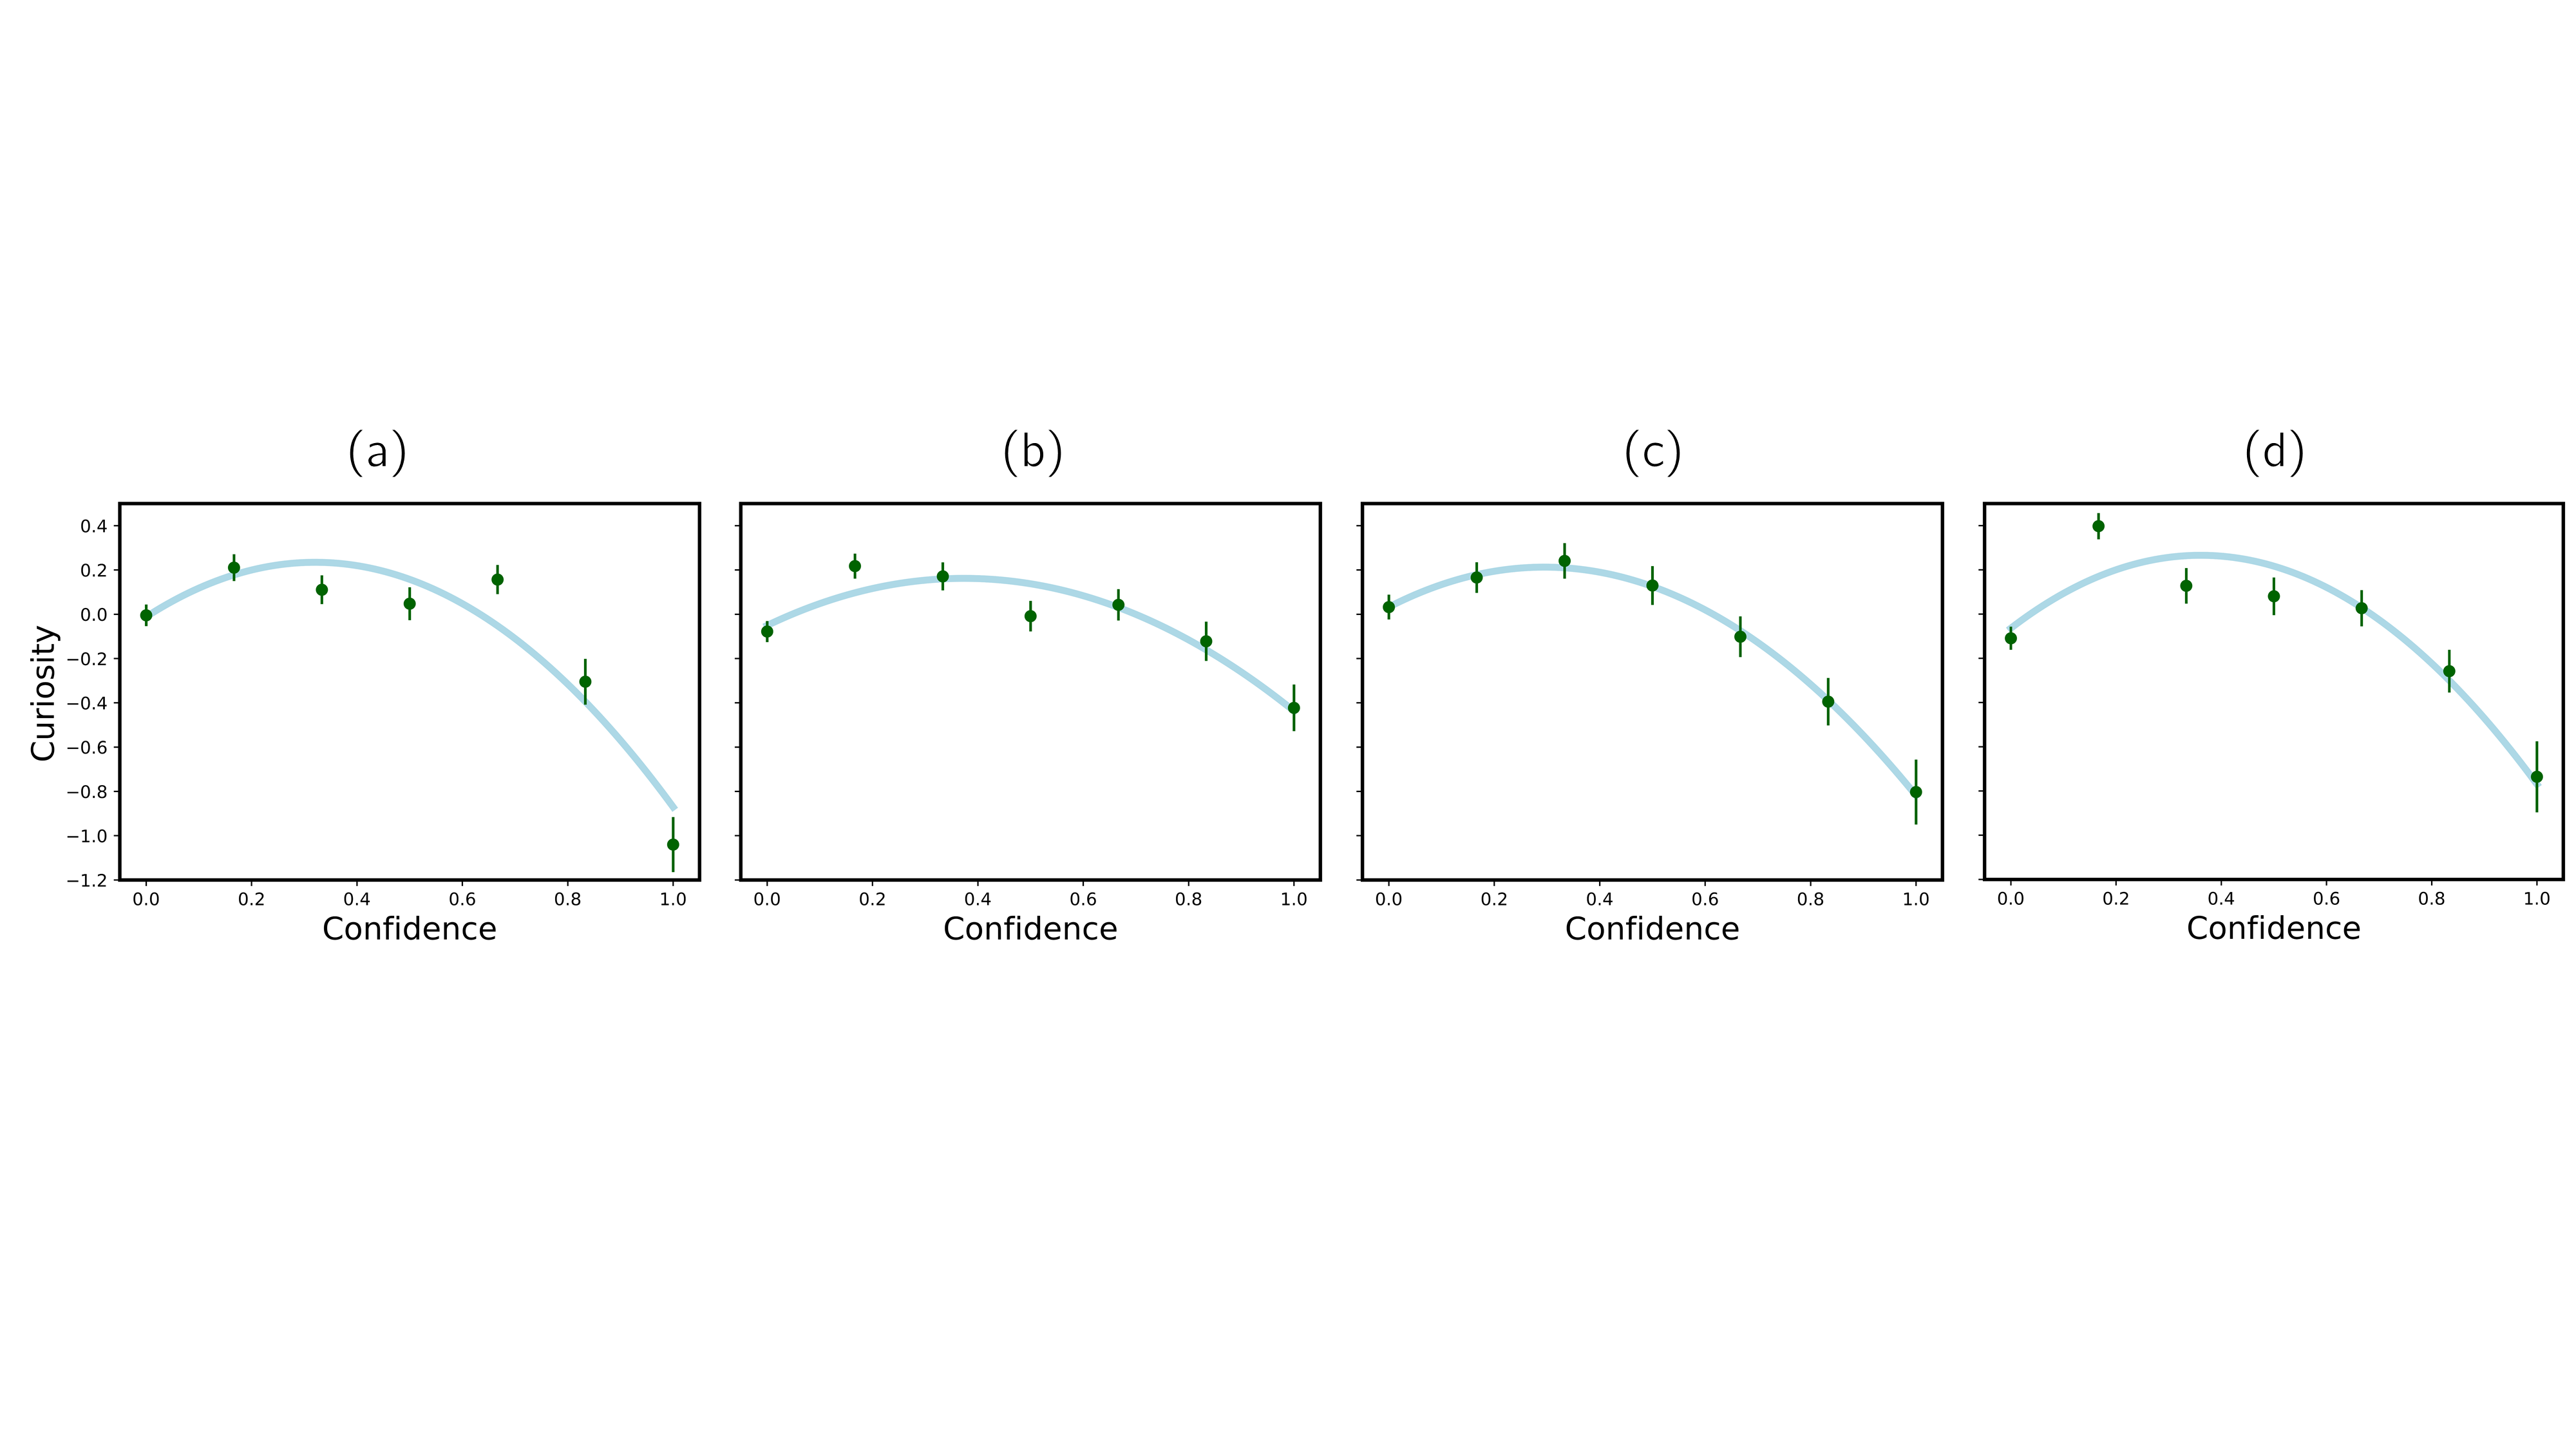 (a)
(b)
(c)
(d)
Curiosity
0.4
0.2
0.0
−0.2
−0.4
−0.6
−0.8
−1.0
−1.2
0.0 0.2 0.4 0.6 0.8 1.0
Confidence
0.0 0.2 0.4 0.6 0.8 1.0
Confidence
0.0 0.2 0.4 0.6 0.8 1.0
Confidence
0.0 0.2 0.4 0.6 0.8 1.0
Confidence